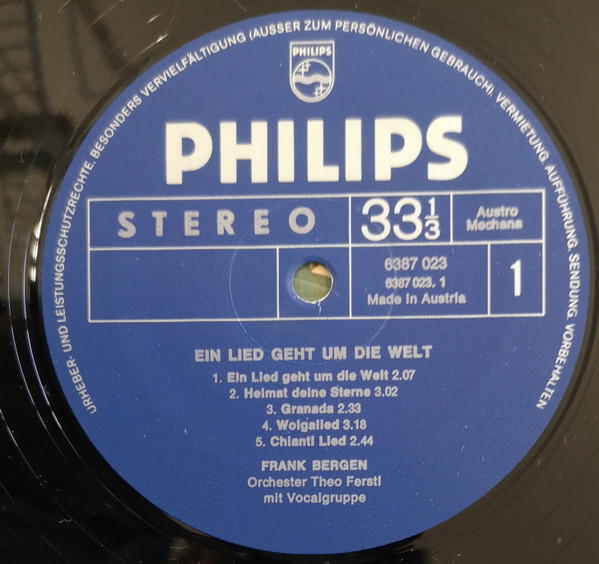 URHEBER- UND LEISTUNGSSCHUTZRECHTE, BESONDERS VERVIELFÄLTIGUNG (AUSSER ZUM PERSÖNLICHEN GEBRAUCH), VERMIETUNG, AUFFÜHRUNG, SENDUNG, VORBEHALTEN
PHILIPS
PHILIPS
STEREO
33 1/3
Austro
Mechana
6387 023
6387 023. 1
Made in Austria
1
EIN LIED GEHT UM DIE WELT
1. Ein Lied geht um die Welt 2.07
2. Heimat deine Sterne 3.02
3. Granada 2.33
4. Wolgalied 3.18
5. Chianti Lied 2.44
FRANK BERGEN
Orchester Theo Ferstl
mit Vocalgruppe